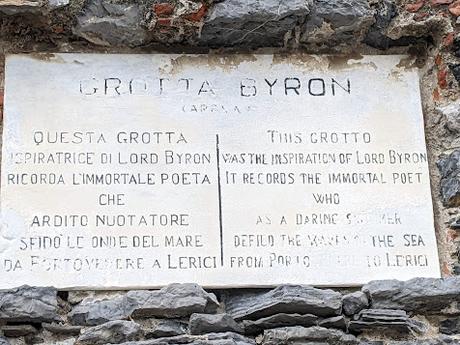 GROTTA BYRON
QUESTA GROTTA
ISPIRATRICE DI LORD BYRON
RICORDA L'IMMORTALE POETA
CHE
ARDITO NUOTATORE
SFIDO' LE ONDE DEL MARE
DA PORTOVENERE A LERICI
THIS GROTTO
WAS THE INSPIRATION OF LORD BYRON
IT RECORDS THE IMMORTAL POET
WHO
AS A DARING
DEFIED THE WAVES OF THE SEA
FROM PORTO TO LERICI